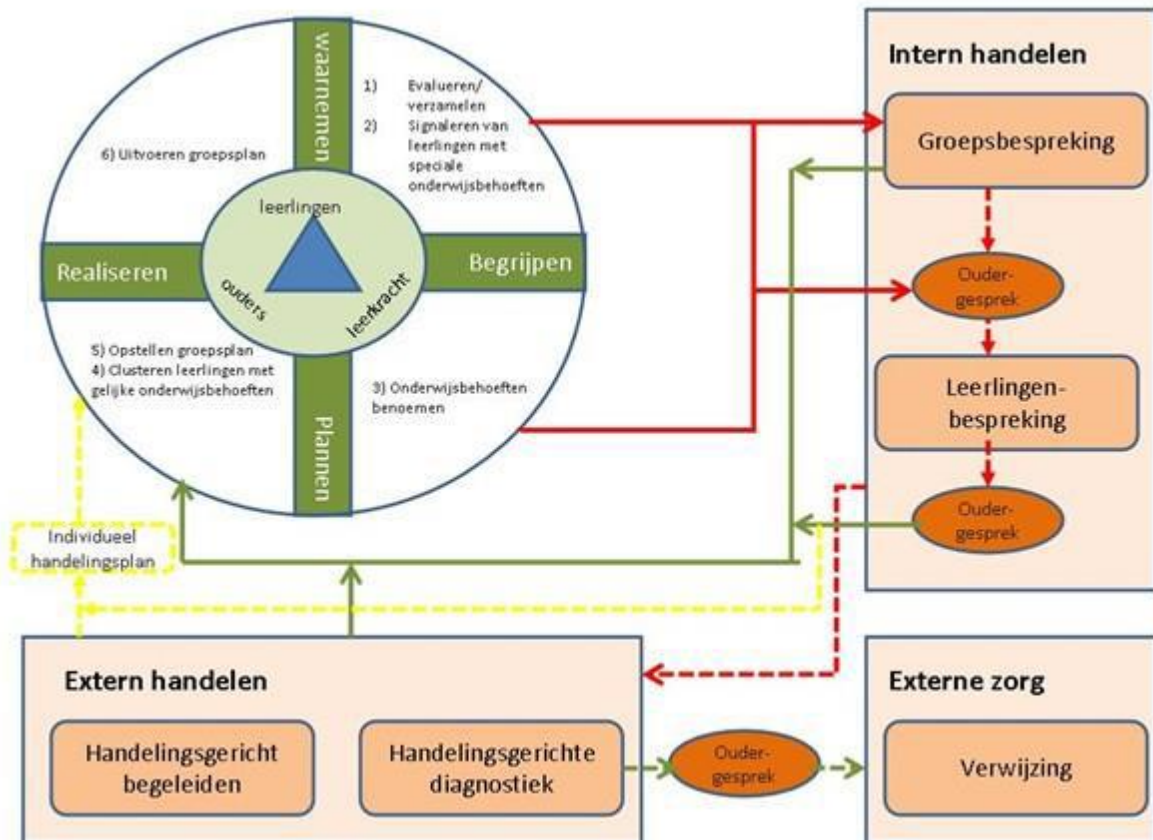 waarnemen
1) Evalueren/
verzamelen
2) Signaleren van
leerlingen met
speciale
onderwijsbehoeften
6) Uitvoeren groepsplan
leerlingen
ouders
leerkracht
Realiseren
Begrijpen
5) Opstellen groepsplan
4) Clusteren leerlingen met
gelijke onderwijsbehoeften
3) Onderwijsbehoeften
benoemen
Plannen
Individueel
handelingsplan
Intern handelen
Groepsbespreking
Ouder-
gesprek
Leerlingen-
bespreking
Ouder-
gesprek
Extern handelen
Handelingsgericht
begeleiden
Handelingsgerichte
diagnostiek
Ouder-
gesprek
Externe zorg
Verwijzing